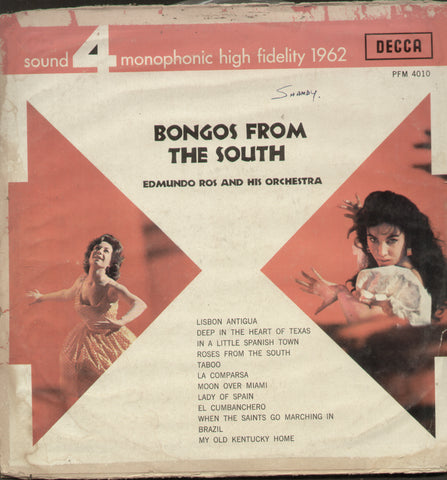 sound 4 monophonic high fidelity 1962
DECCA
PFM 4010
Shandy.
BONGOS FROM
THE SOUTH
EDMUNDO ROS AND HIS ORCHESTRA
LISBON ANTIGUA
DEEP IN THE HEART OF TEXAS
IN A LITTLE SPANISH TOWN
ROSES FROM THE SOUTH
TABOO
LA COMPARSA
MOON OVER MIAMI
LADY OF SPAIN
EL CUMBANCHERO
WHEN THE SAINTS GO MARCHING IN
BRAZIL
MY OLD KENTUCKY HOME